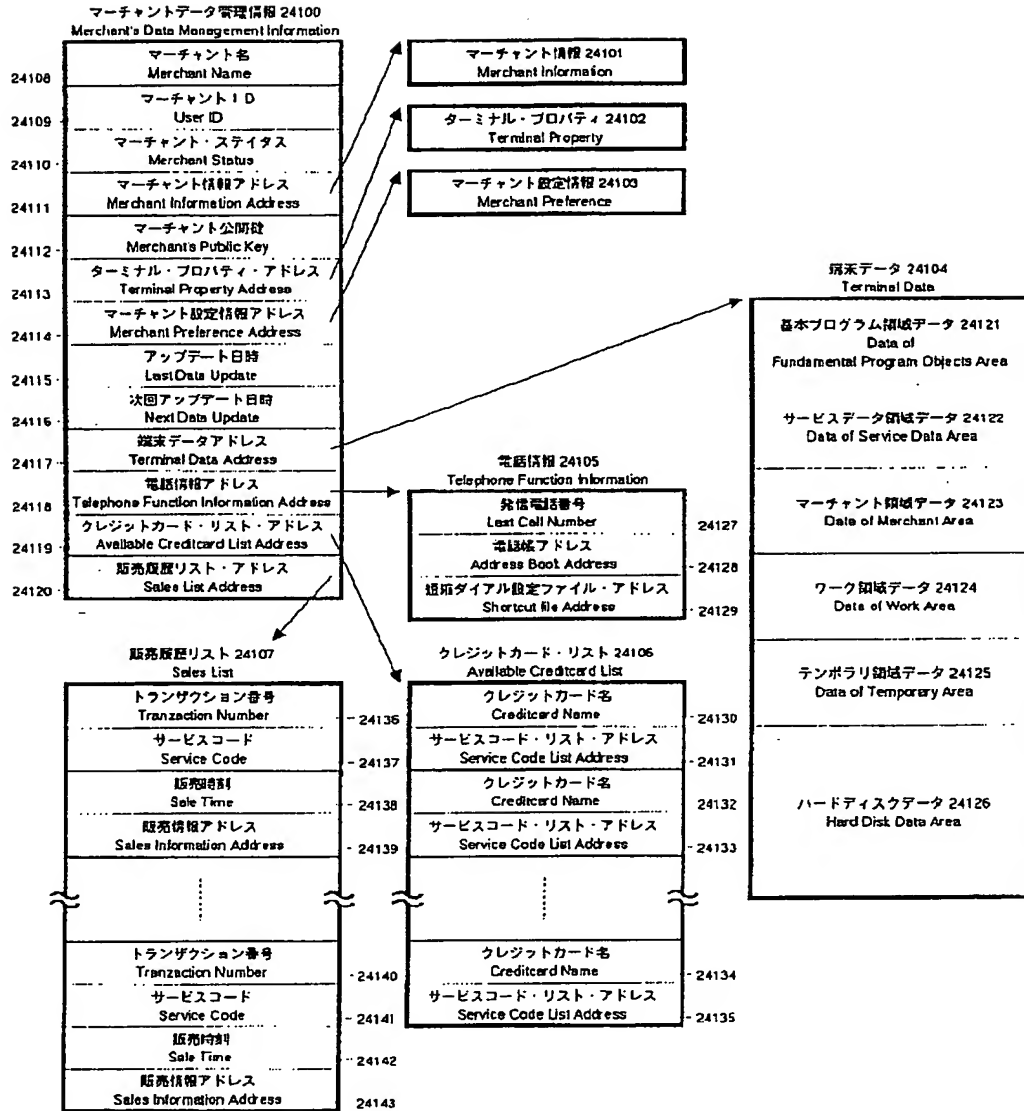 マーチャントデータ管理情報 24100
Merchant's Data Management Information
マーチャント名
Merchant Name
24108
マーチャントID
User ID
24109
マーチャント・ステイタス
Merchant Status
24110
マーチャント情報アドレス
Merchant Information Address
24111
マーチャント公開鍵
Merchant's Public Key
24112
ターミナル・プロパティ・アドレス
Terminal Property Address
24113
マーチャント設定情報アドレス
Merchant Preference Address
24114
アップデート日時
Last Data Update
24115
次回アップデート日時
Next Data Update
24116
端末データアドレス
Terminal Data Address
24117
電話情報アドレス
Telephone Function Information Address
24118
クレジットカード・リスト・アドレス
Available Creditcard List Address
24119
販売履歴リスト・アドレス
Sales List Address
24120
マーチャント情報 24101
Merchant Information
ターミナル・プロパティ 24102
Terminal Property
マーチャント設定情報 24103
Merchant Preference
端末データ 24104
Terminal Data
基本プログラム領域データ 24121
Data of
Fundamental Program Objects Area
サービスデータ領域データ 24122
Data of Service Data Area
マーチャント領域データ 24123
Data of Merchant Area
ワーク領域データ 24124
Data of Work Area
テンポラリ領域データ 24125
Data of Temporary Area
ハードディスクデータ 24126
Hard Disk Data Area
電話情報 24105
Telephone Function Information
発信電話番号
Last Call Number
24127
電話帳アドレス
Address Book Address
24128
短縮ダイアル設定ファイル・アドレス
Shortcut file Address
24129
販売履歴リスト 24107
Sales List
トランザクション番号
Tranzaction Number
24136
サービスコード
Service Code
24137
販売時刻
Sale Time
24138
販売情報アドレス
Sales Information Address
24139
トランザクション番号
Tranzaction Number
24140
サービスコード
Service Code
24141
販売時刻
Sale Time
24142
販売情報アドレス
Sales Information Address
24143
クレジットカード・リスト 24106
Available Creditcard List
クレジットカード名
Creditcard Name
24130
サービスコード・リスト・アドレス
Service Code List Address
24131
クレジットカード名
Creditcard Name
24132
サービスコード・リスト・アドレス
Service Code List Address
24133
クレジットカード名
Creditcard Name
24134
サービスコード・リスト・アドレス
Service Code List Address
24135